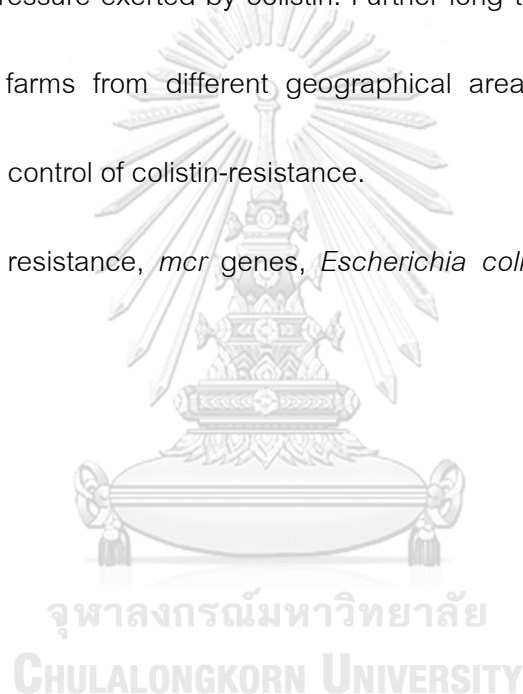 ressure exerted by colistin. Further long t
farms from different geographical area
control of colistin-resistance.
resistance, mcr genes, Escherichia coli
จุฬาลงกรณ์มหาวิทยาลัย
CHULALONGKORN UNIVERSITY